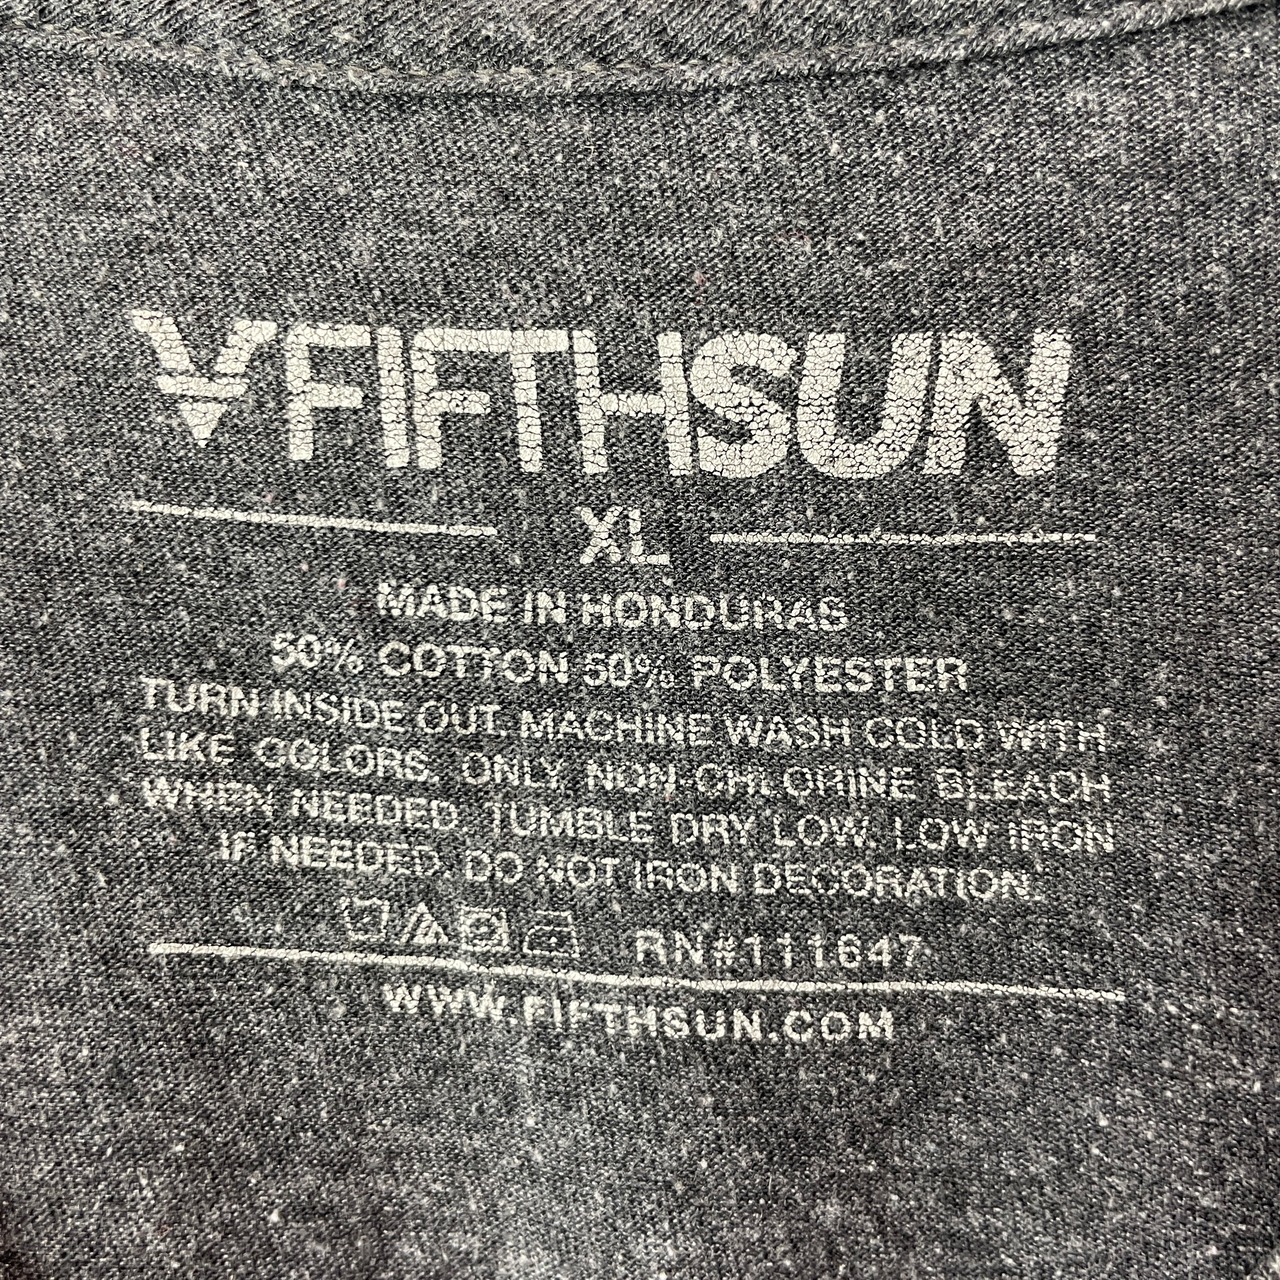 FIFTHSUN
XL
MADE IN HONDURAS
50% COTTON 50% POLYESTER
TURN INSIDE OUT. MACHINE WASH COLD WITH
LIKE COLORS. ONLY NON-CHLORINE BLEACH
WHEN NEEDED. TUMBLE DRY LOW. LOW IRON
IF NEEDED. DO NOT IRON DECORATION.
RN#111647
WWW.FIFTHSUN.COM